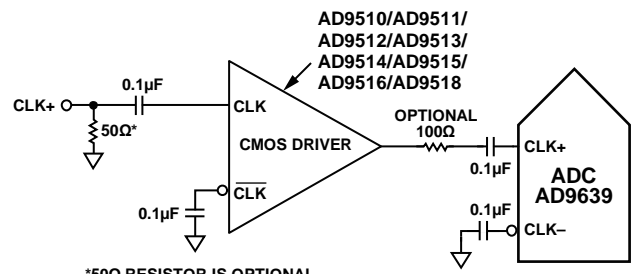 AD9510/AD9511/
AD9512/AD9513/
AD9514/AD9515/
AD9516/AD9518
0.1µF
CLK+
CLK
50Ω*
OPTIONAL
100Ω
CMOS DRIVER
0.1µF
CLK+
ADC
AD9639
CLK
0.1µF
0.1µF
CLK–
*50Ω RESISTOR IS OPTIONAL